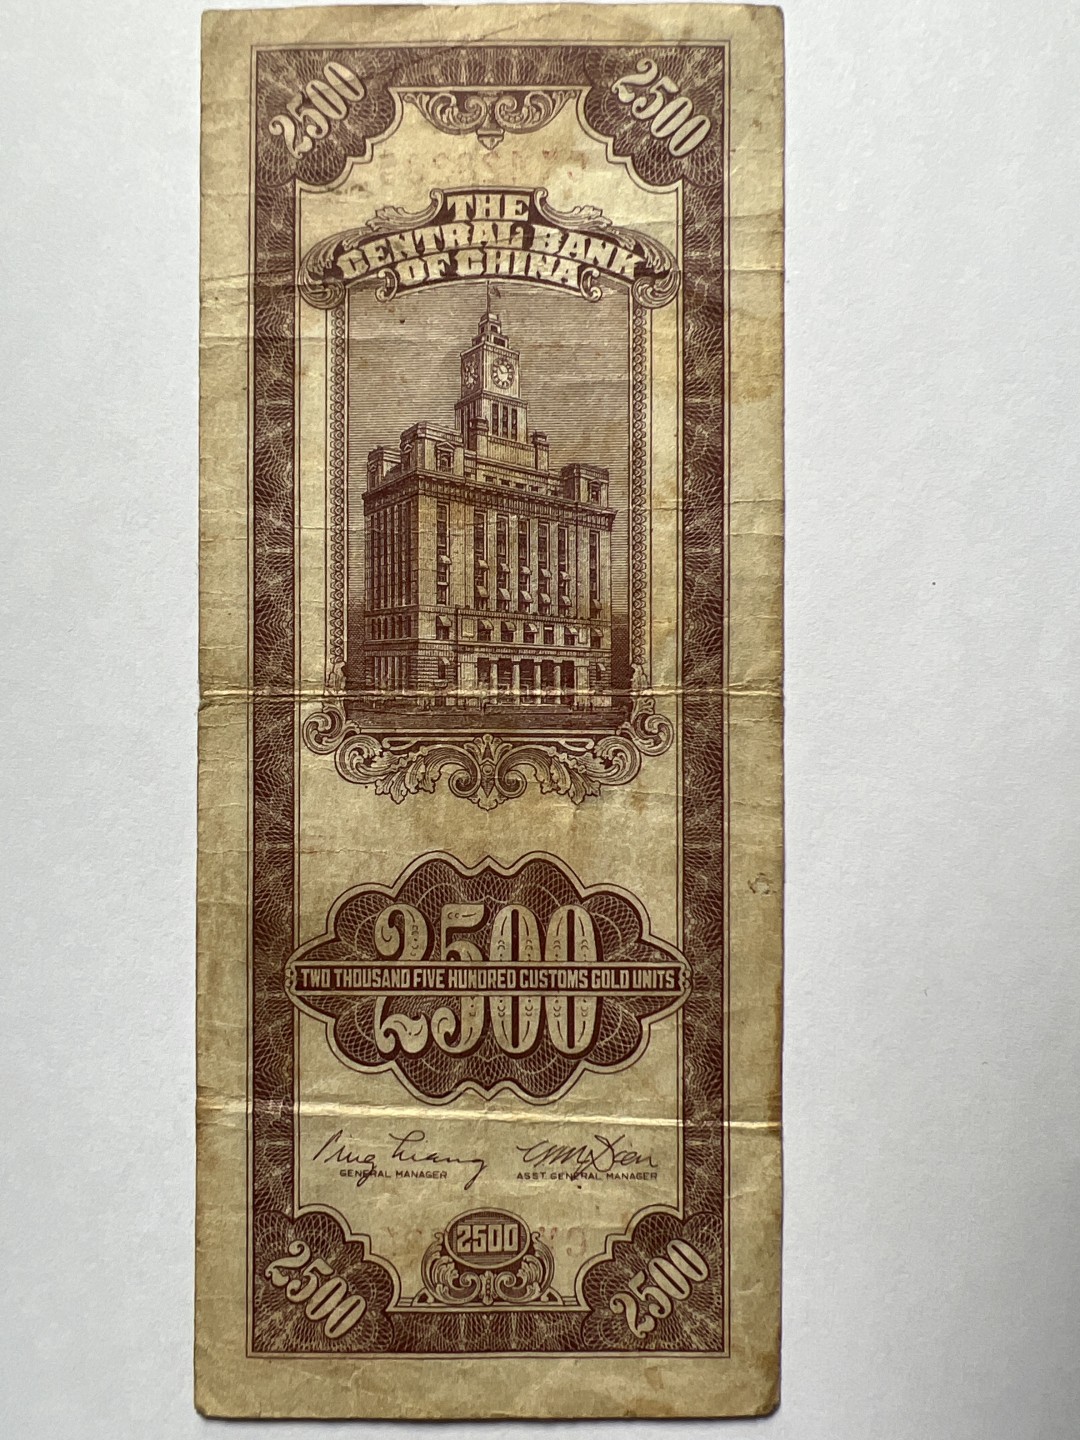 2500 2500
THE
CENTRAL BANK
OF CHINA
2500
TWO THOUSAND FIVE HUNDRED CUSTOMS GOLD UNITS
GENERAL MANAGER ASST. GENERAL MANAGER
2500
2500 2500